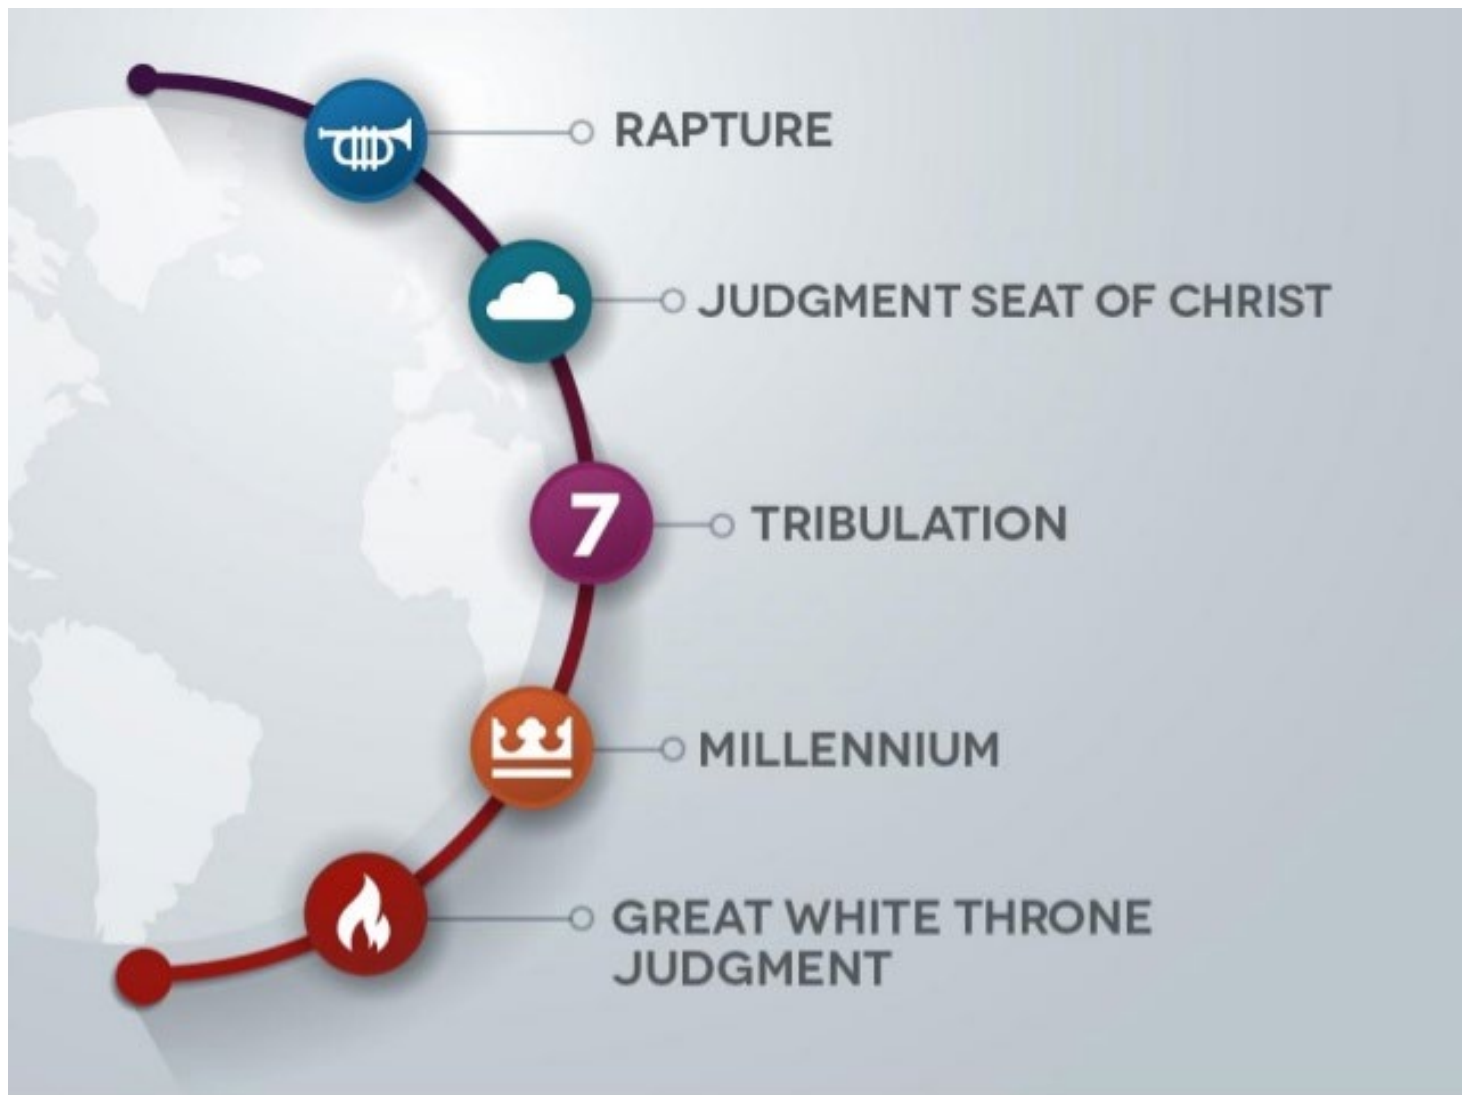 RAPTURE
JUDGMENT SEAT OF CHRIST
7
TRIBULATION
MILLENNIUM
GREAT WHITE THRONE
JUDGMENT